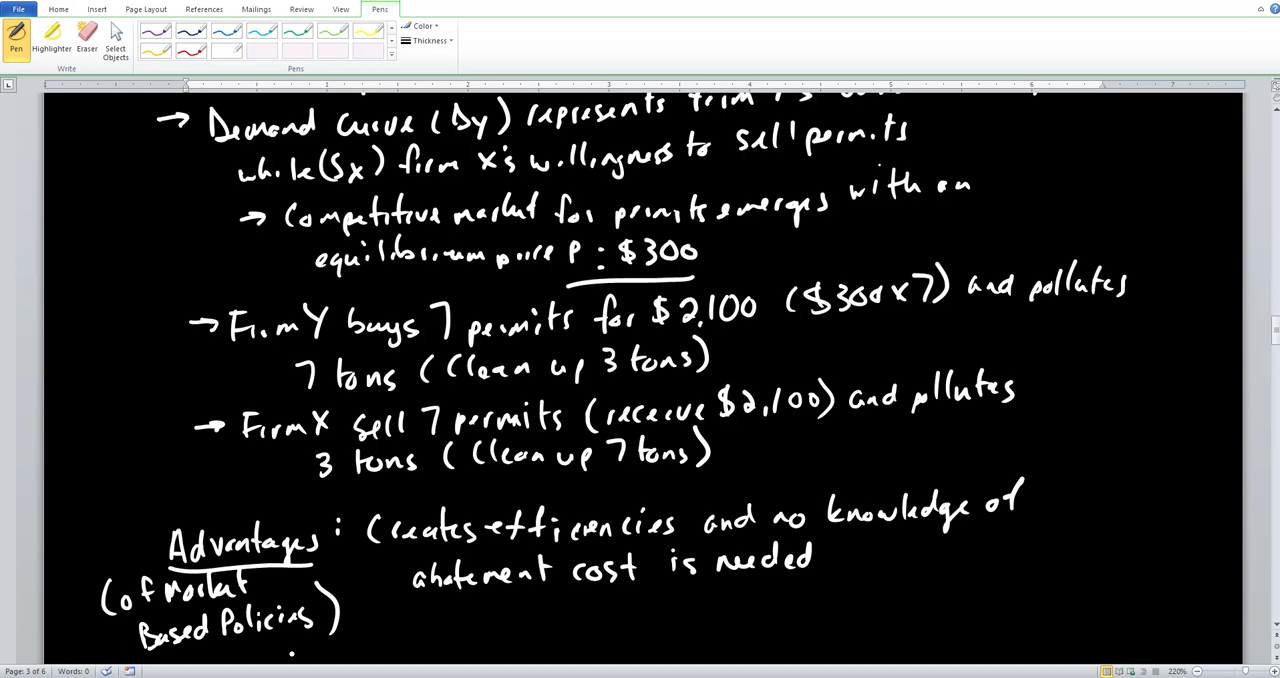 File Home Insert Page Layout References Mailings Review View Pens
Pen Highlighter Eraser Select Objects Color Thickness
Write Pens
→ Demand Curve (Dy) represents firm Y's
while (Sx) firm X's willingness to sell permits
→ Competitive market for permits emerges with an
equilibrium price P: $300
→ Firm Y buys 7 permits for $2,100 ($300x7) and pollutes
7 tons (Clean up 3 tons)
→ Firm X sell 7 permits (receive $2,100) and pollutes
3 tons (Clean up 7 tons)
Advantages: Creates efficiencies and no knowledge of
abatement cost is needed
(of Market
Based Policies)
Page: 3 of 6 Words: 0 220%